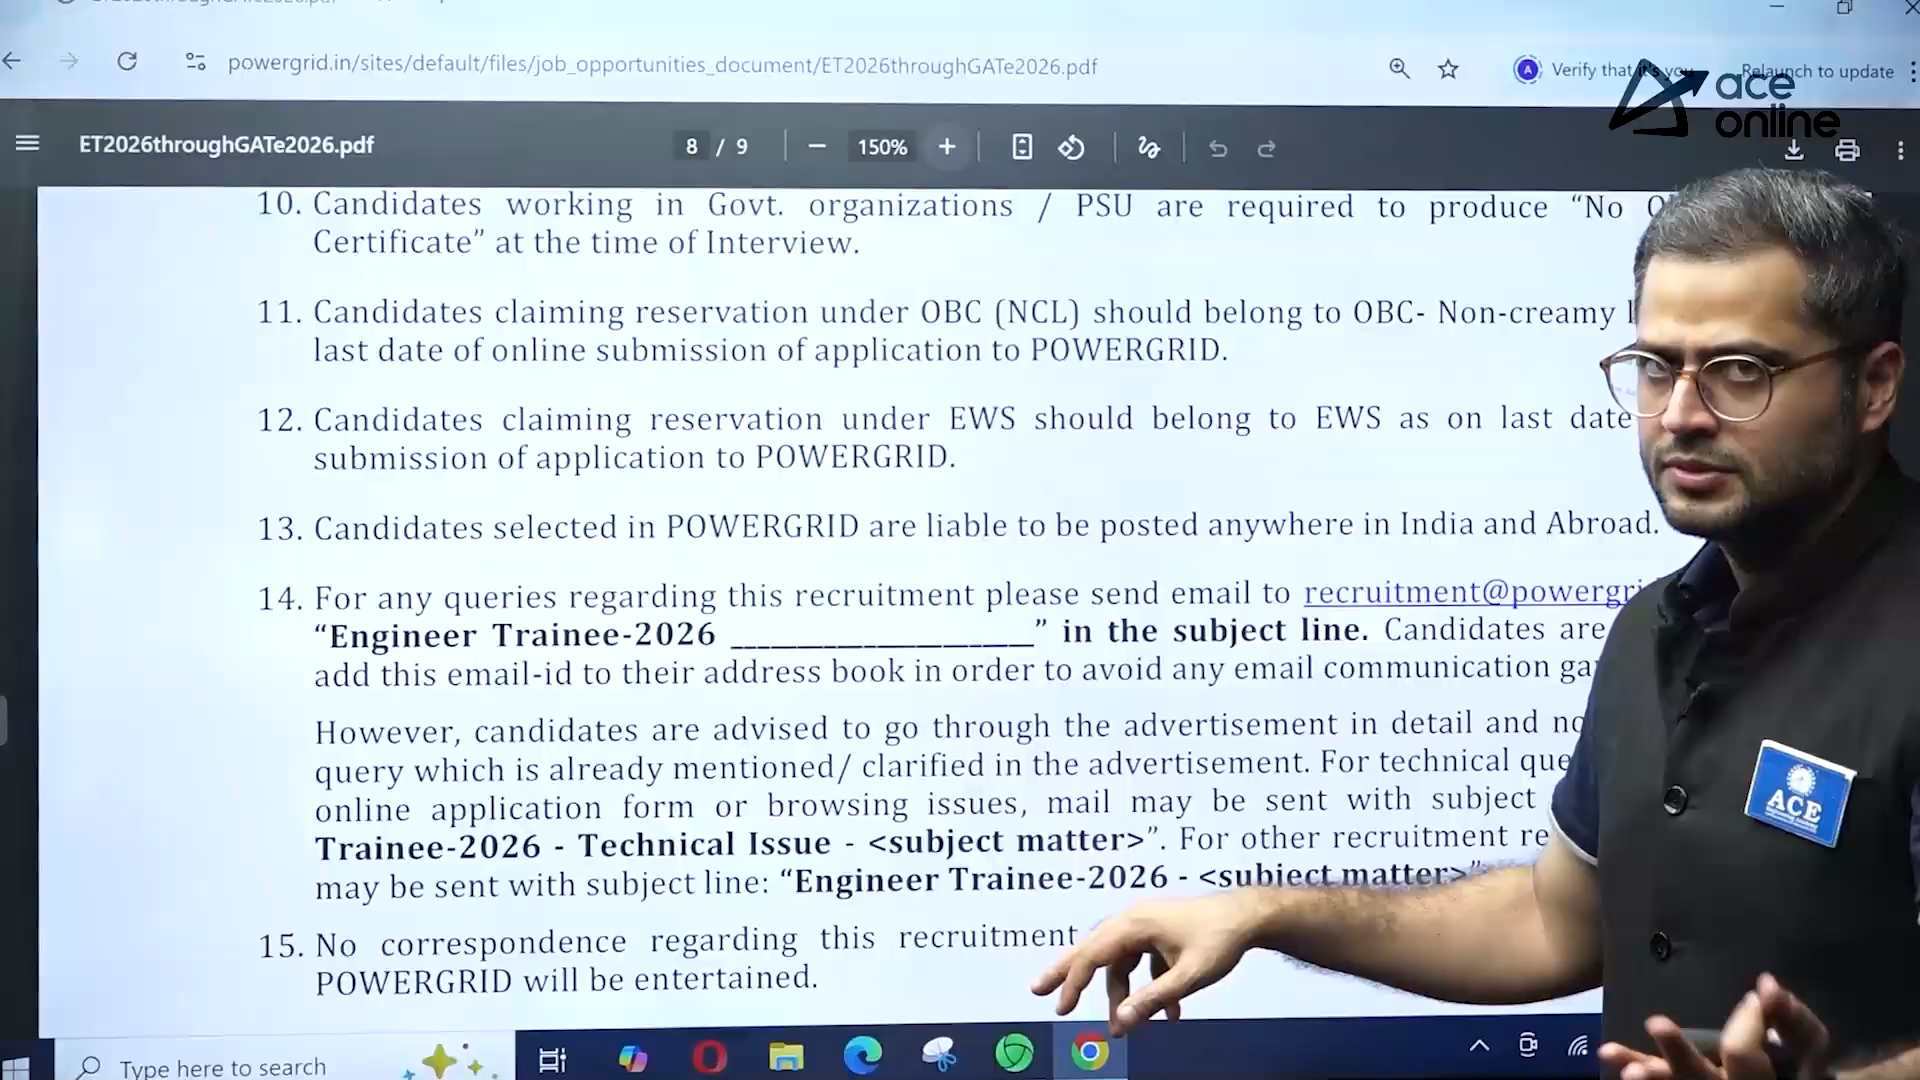 powergrid.in/sites/default/files/job_opportunities_document/ET2026throughGATe2026.pdf
Verify that it's you
Relaunch to update
ace
online
ET2026throughGATe2026.pdf
8 / 9
150%
10. Candidates working in Govt. organizations / PSU are required to produce “No
Certificate” at the time of Interview.
11. Candidates claiming reservation under OBC (NCL) should belong to OBC- Non-creamy
last date of online submission of application to POWERGRID.
12. Candidates claiming reservation under EWS should belong to EWS as on last date
submission of application to POWERGRID.
13. Candidates selected in POWERGRID are liable to be posted anywhere in India and Abroad.
14. For any queries regarding this recruitment please send email to recruitment@powergri
“Engineer Trainee-2026 ____________________” in the subject line. Candidates are
add this email-id to their address book in order to avoid any email communication
However, candidates are advised to go through the advertisement in detail and
query which is already mentioned/ clarified in the advertisement. For technical
online application form or browsing issues, mail may be sent with subject
Trainee-2026 - Technical Issue - <subject matter>”. For other recruitment
may be sent with subject line: “Engineer Trainee-2026 - <subject matter>”
15. No correspondence regarding this recruitment
POWERGRID will be entertained.
ACE
Type here to search